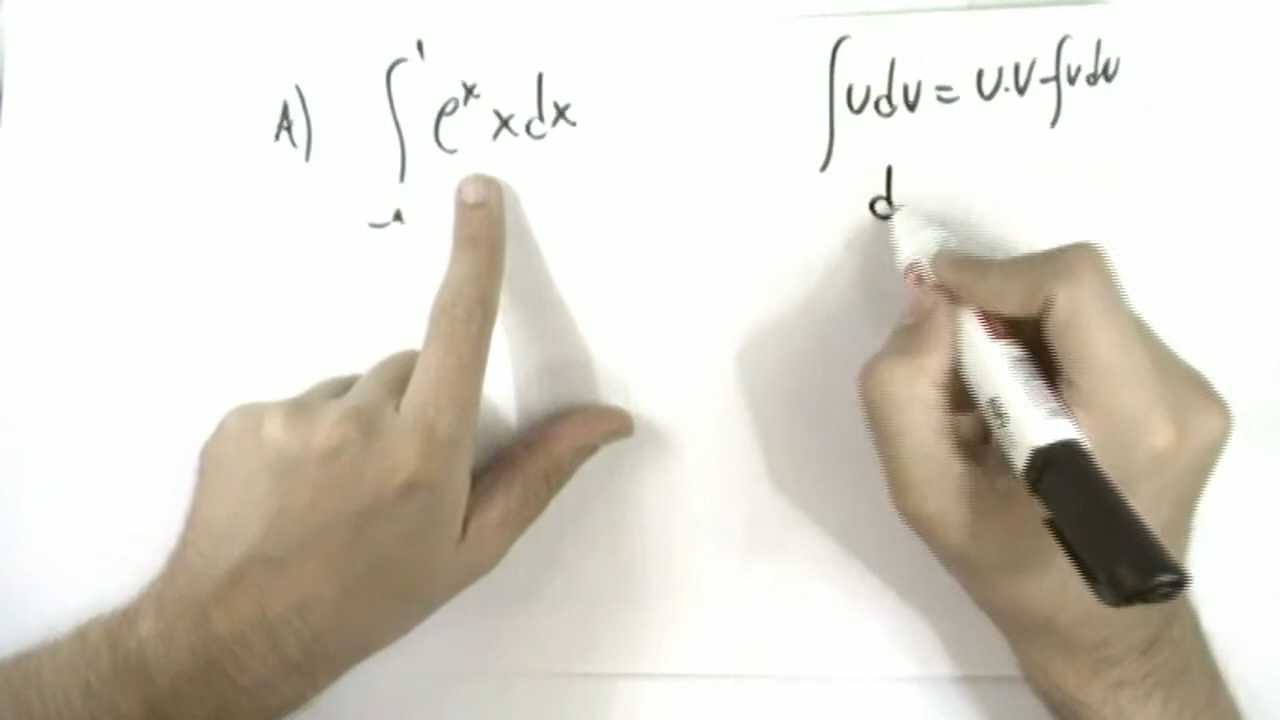 A) ∫₋₁¹ eˣ x dx
∫ u dv = u.v - ∫ v du
d